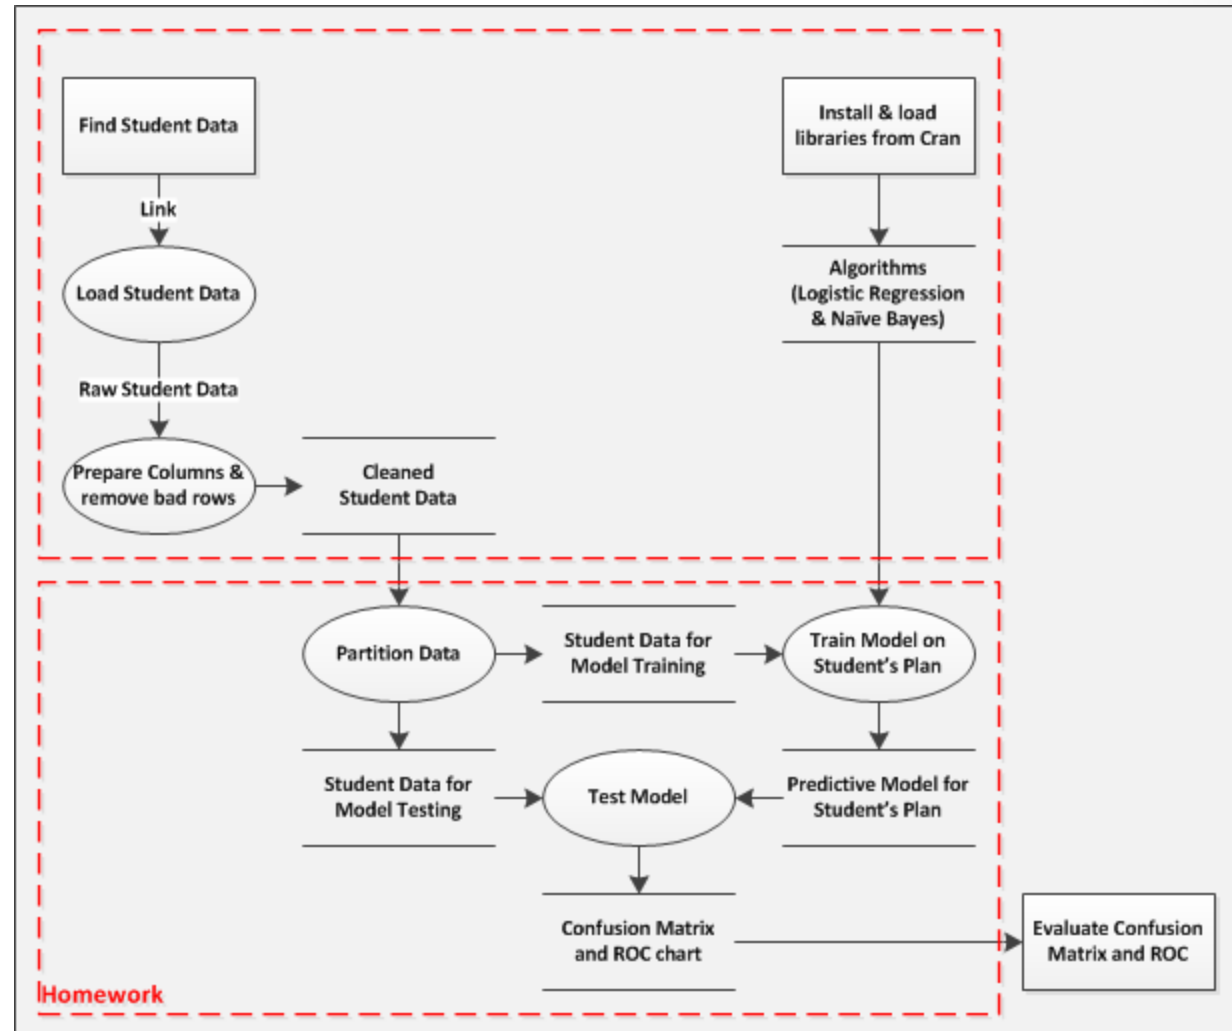 Find Student Data
Install & load
libraries from Cran
Link
Load Student Data
Algorithms
(Logistic Regression
& Naïve Bayes)
Raw Student Data
Prepare Columns &
remove bad rows
Cleaned
Student Data
Partition Data
Student Data for
Model Training
Train Model on
Student’s Plan
Student Data for
Model Testing
Test Model
Predictive Model for
Student’s Plan
Confusion Matrix
and ROC chart
Evaluate Confusion
Matrix and ROC
Homework